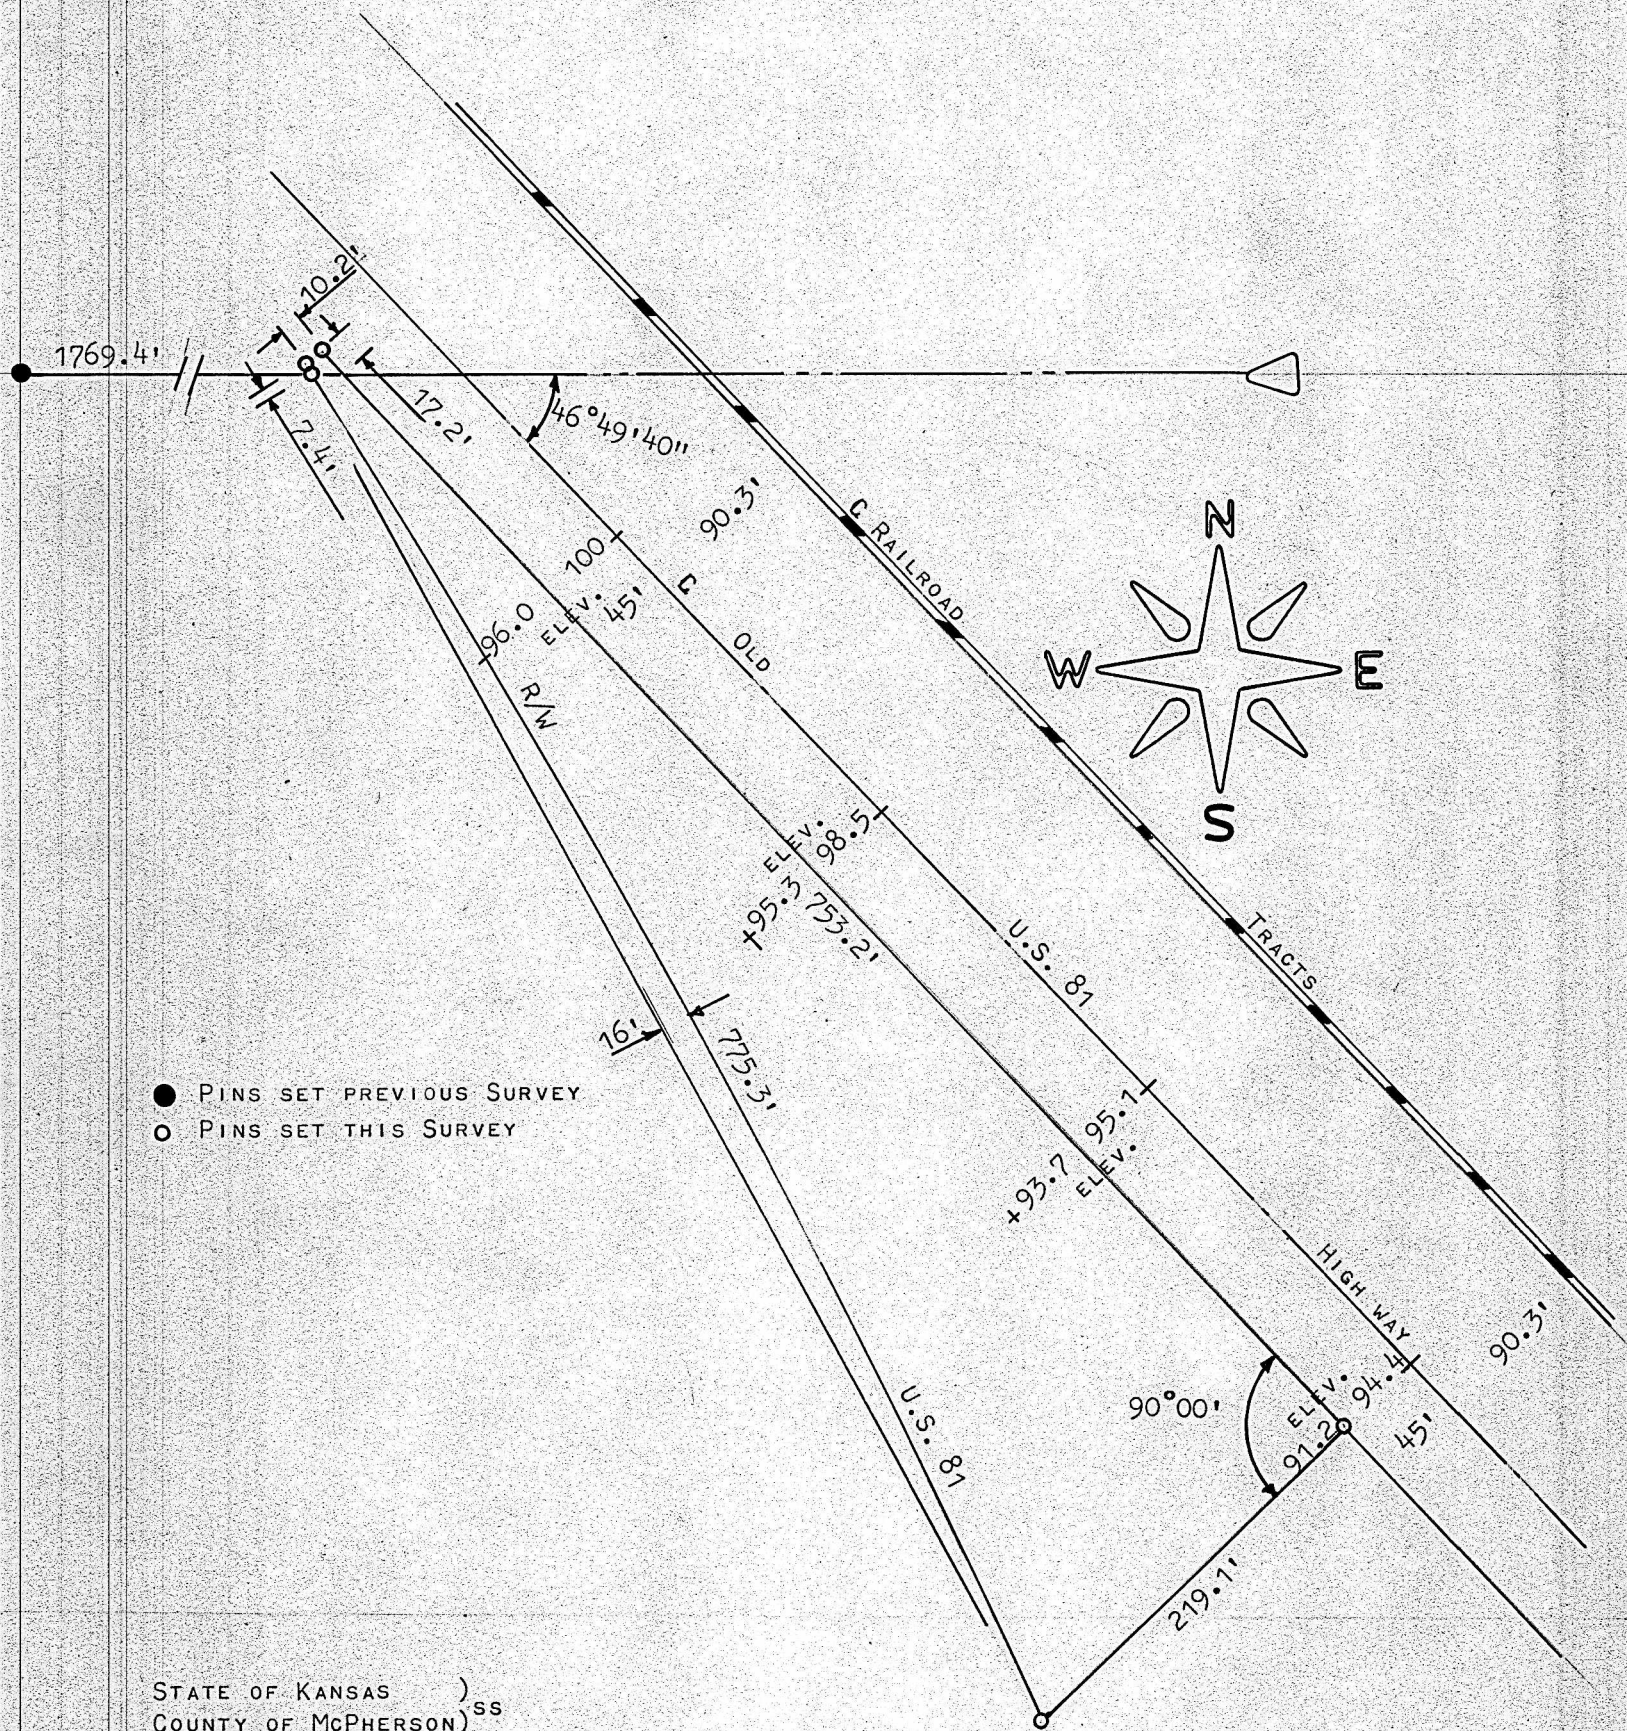 10.2'
1769.4'
17.2'
46°49'40"
7.4'
90.3'
N
℄ RAILROAD
100
℄
ELEV.
45'
96.0
OLD
W
E
R/W
S
ELEV.
98.5
+95.3
753.2'
U.S. 81
TRACTS
16'
775.3'
● PINS SET PREVIOUS SURVEY
○ PINS SET THIS SURVEY
95.1
ELEV.
+93.7
HIGH WAY
90.3'
ELEV.
94.4
90°00'
91.2
45'
U.S. 81
219.1'
STATE OF KANSAS )
SS
COUNTY OF MCPHERSON)